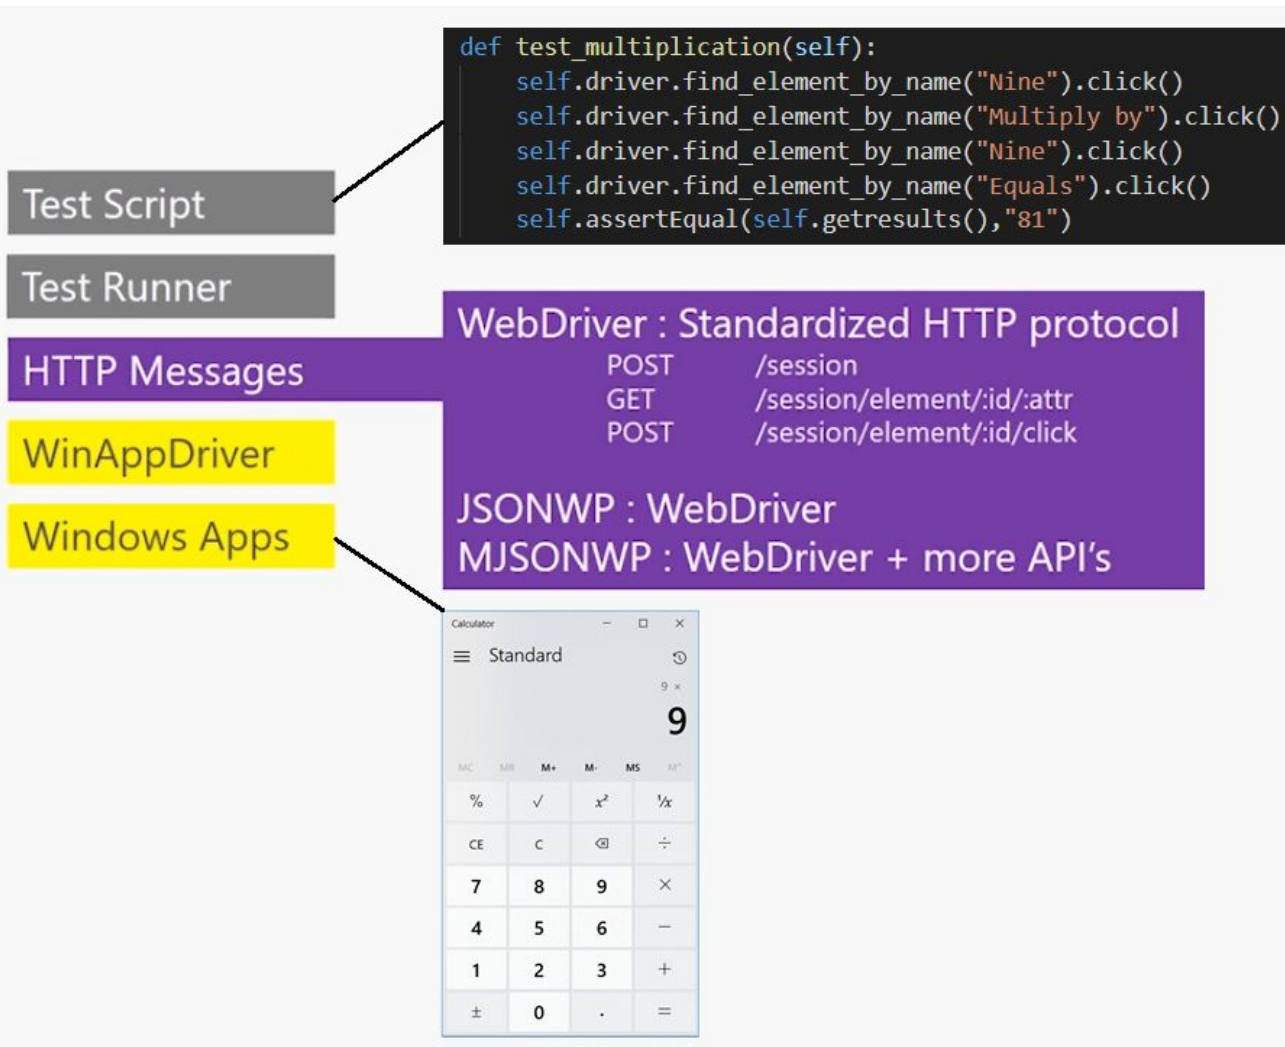 def test_multiplication(self):
self.driver.find_element_by_name("Nine").click()
self.driver.find_element_by_name("Multiply by").click()
self.driver.find_element_by_name("Nine").click()
self.driver.find_element_by_name("Equals").click()
self.assertEqual(self.getresults(),"81")
Test Script
Test Runner
HTTP Messages
WinAppDriver
Windows Apps
WebDriver : Standardized HTTP protocol
POST /session
GET /session/element/:id/:attr
POST /session/element/:id/click
JSONWP : WebDriver
MJSONWP : WebDriver + more API's
Calculator
Standard
9 ×
9
MC MR M+ M- MS M˅
% √ x² ¹/x
CE C ⌫ ÷
7 8 9 ×
4 5 6 −
1 2 3 +
± 0 . =